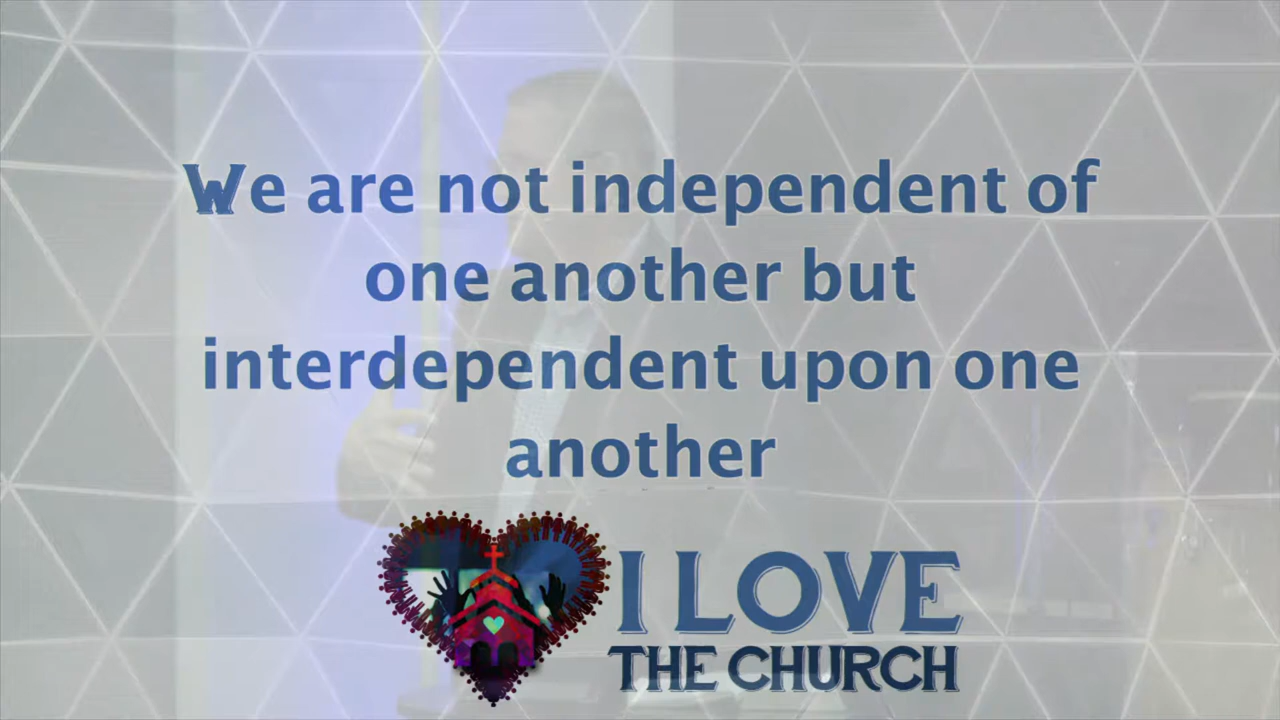 We are not independent of
one another but
interdependent upon one
another
I LOVE
THE CHURCH